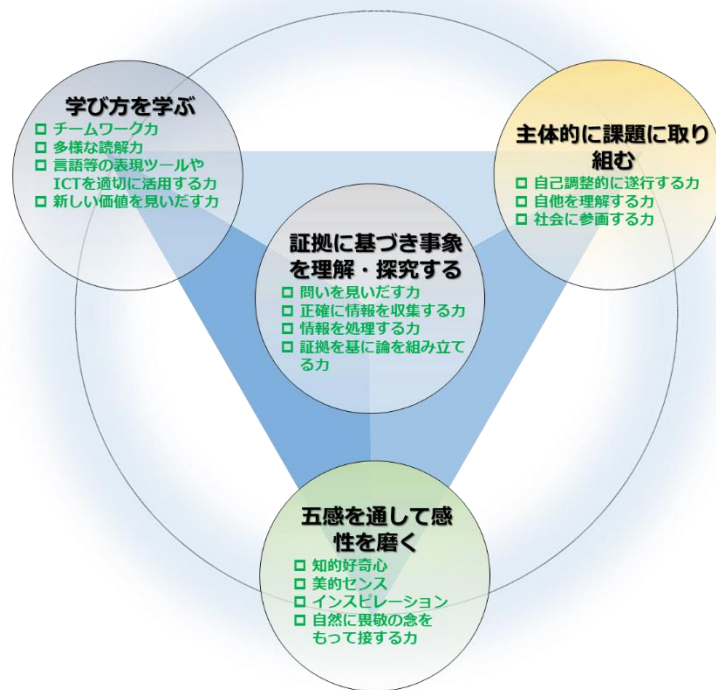 学び方を学ぶ
□ チームワーク力
□ 多様な読解力
□ 言語等の表現ツールや
ICTを適切に活用する力
□ 新しい価値を見いだす力
主体的に課題に取り
組む
□ 自己調整的に遂行する力
□ 自他を理解する力
□ 社会に参画する力
証拠に基づき事象
を理解・探究する
□ 問いを見いだす力
□ 正確に情報を収集する力
□ 情報を処理する力
□ 証拠を基に論を組み立て
る力
五感を通して感
性を磨く
□ 知的好奇心
□ 美的センス
□ インスピレーション
□ 自然に畏敬の念を
もって接する力